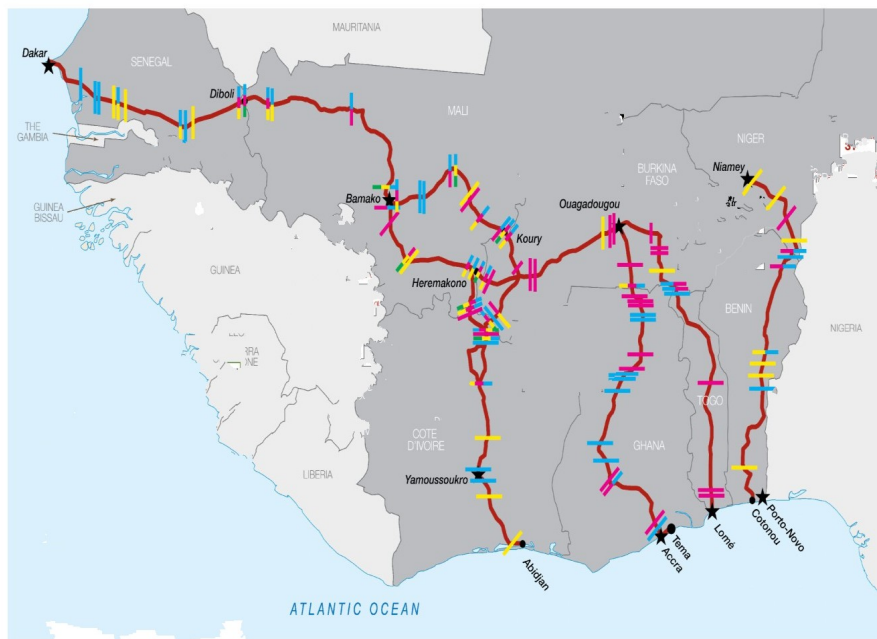 MAURITANIA
Dakar
SENEGAL
Diboli
MALI
THE
GAMBIA
NIGER
BURKINA
FASO
Niamey
Bamako
Ouagadougou
GUINEA
BISSAU
Koury
GUINEA
Heremakono
BENIN
NIGERIA
TOGO
COTE
D'IVOIRE
GHANA
LIBERIA
Yamoussoukro
Porto-Novo
Cotonou
Lomé
Tema
Accra
Abidjan
ATLANTIC OCEAN